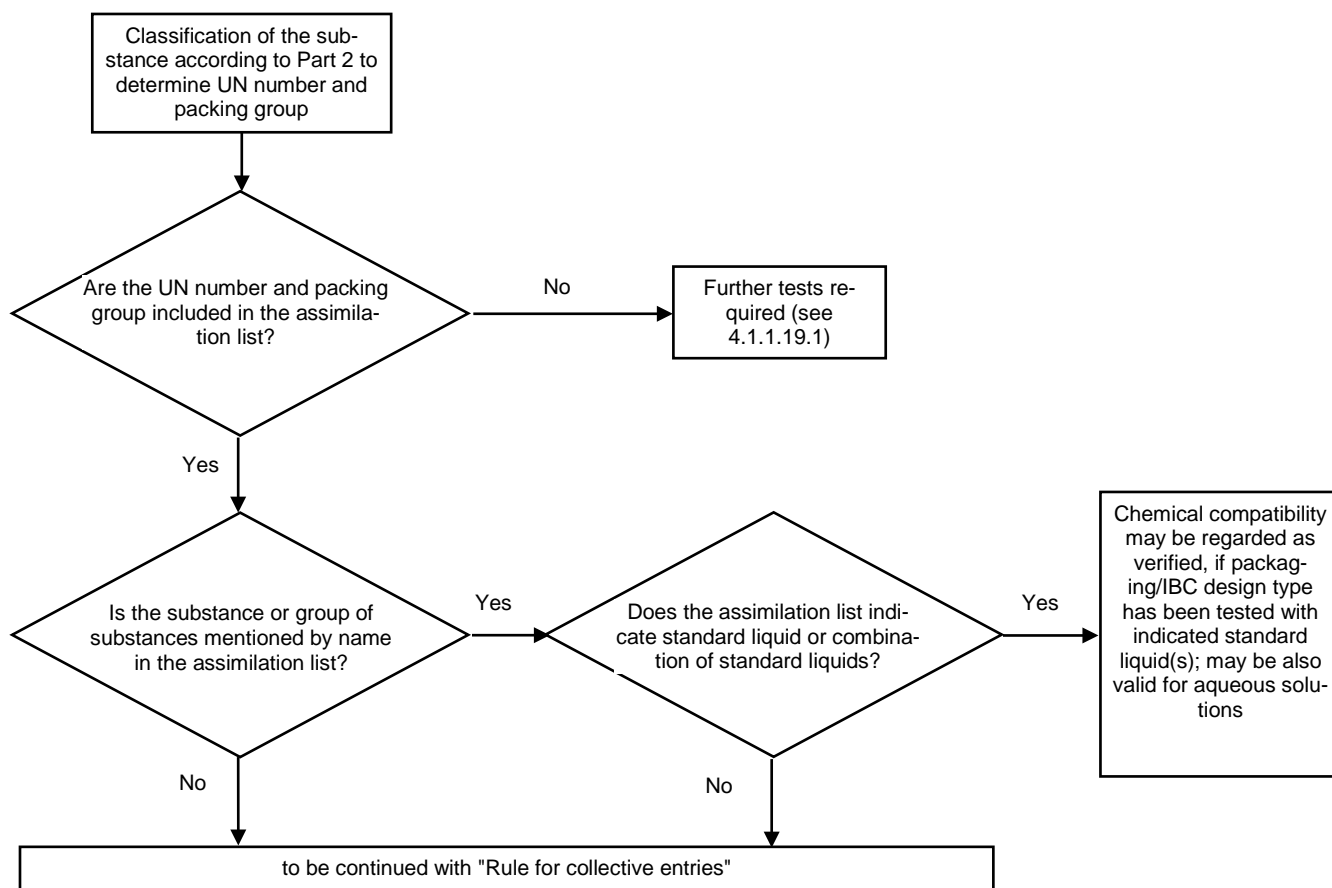 Classification of the sub-
stance according to Part 2 to
determine UN number and
packing group
Are the UN number and packing
group included in the assimila-
tion list?
No
Further tests re-
quired (see
4.1.1.19.1)
Yes
Is the substance or group of
substances mentioned by name
in the assimilation list?
Yes
Does the assimilation list indi-
cate standard liquid or combina-
tion of standard liquids?
Yes
Chemical compatibility
may be regarded as
verified, if packag-
ing/IBC design type
has been tested with
indicated standard
liquid(s); may be also
valid for aqueous solu-
tions
No
No
to be continued with "Rule for collective entries"